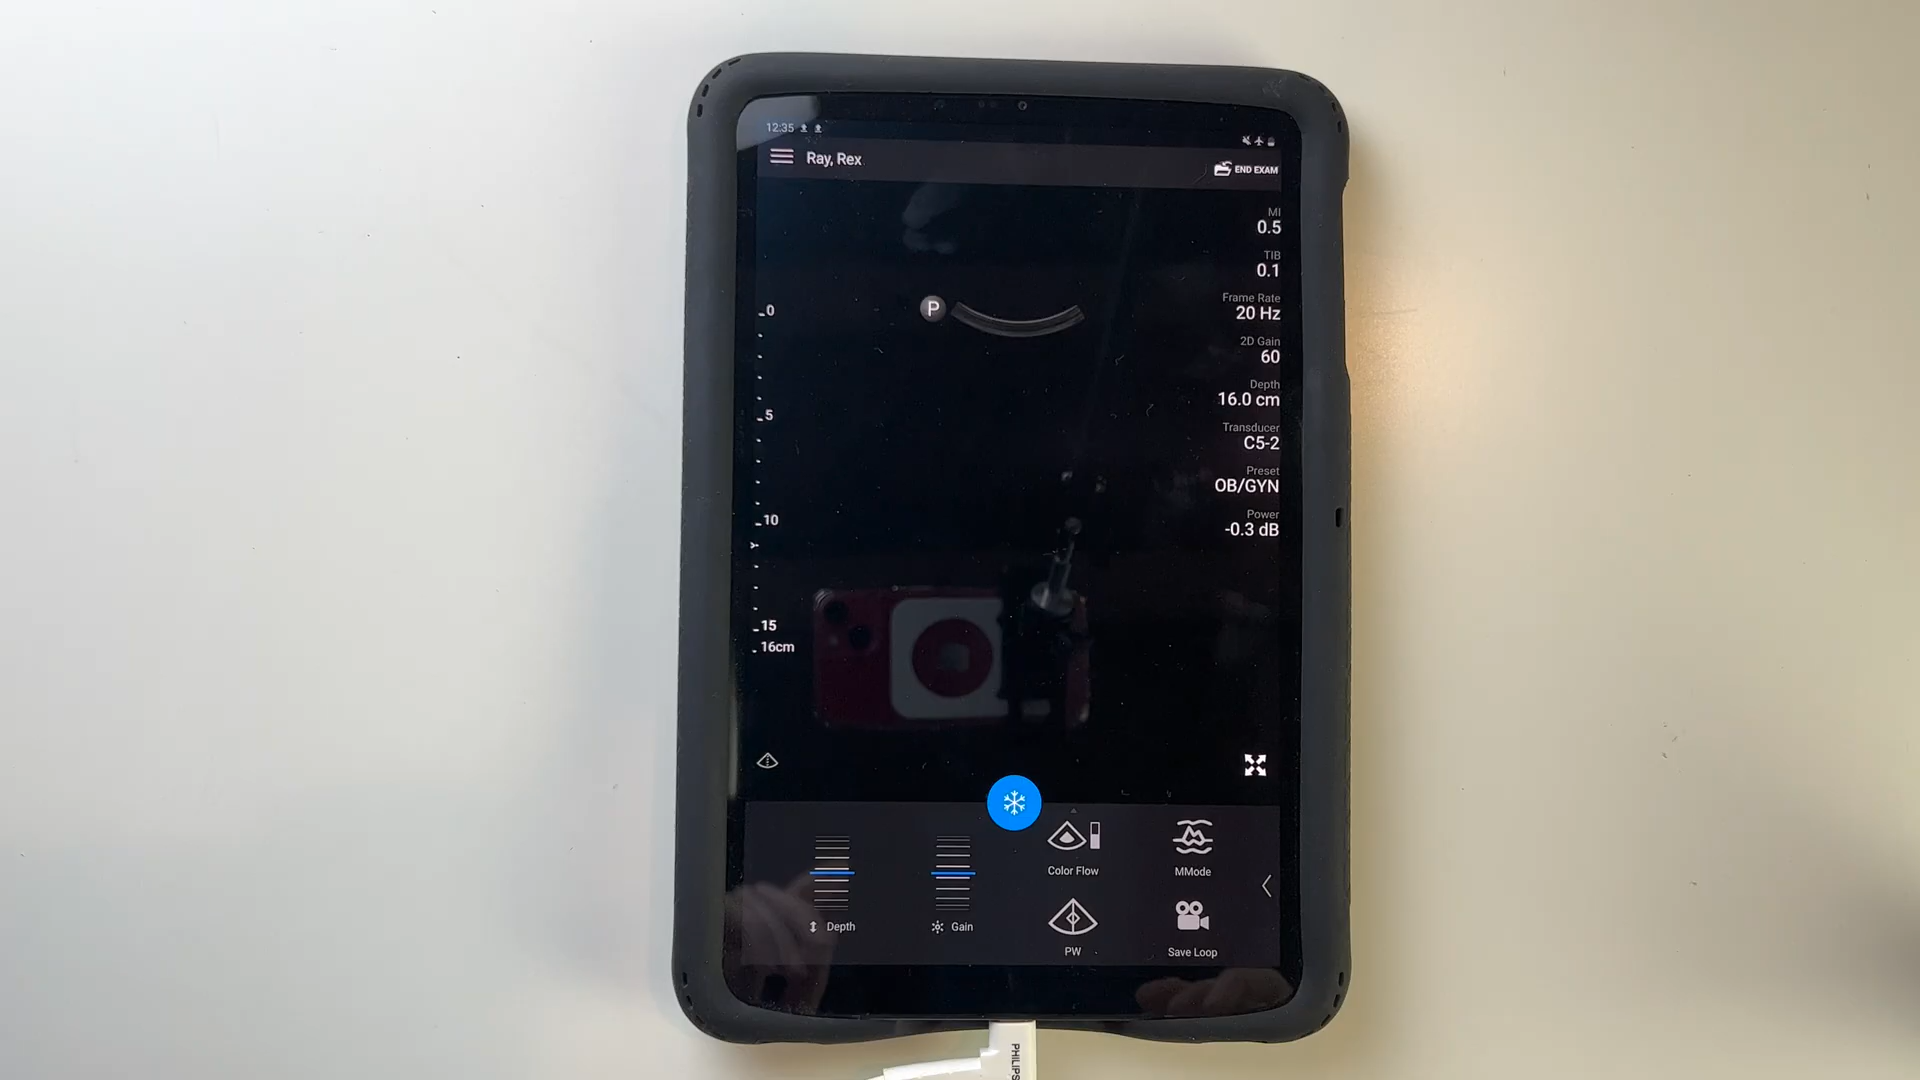 12:35
Ray, Rex
END EXAM
MI
0.5
TIB
0.1
Frame Rate
20 Hz
2D Gain
60
Depth
16.0 cm
Transducer
C5-2
Preset
OB/GYN
Power
-0.3 dB
P
0
5
10
15
16cm
Depth
Gain
Color Flow
MMode
PW
Save Loop
PHILIPS